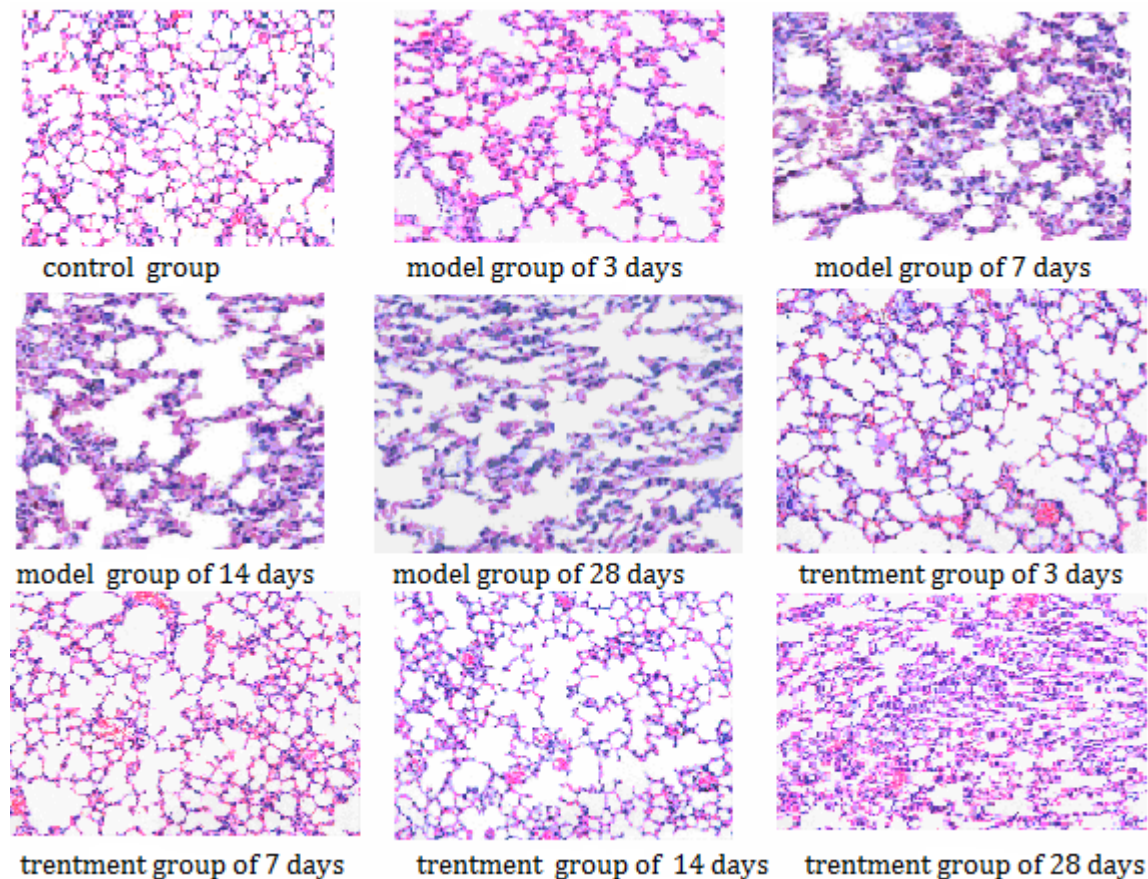 control group
model group of 3 days
model group of 7 days
model group of 14 days
model group of 28 days
trentment group of 3 days
trentment group of 7 days
trentment group of 14 days
trentment group of 28 days